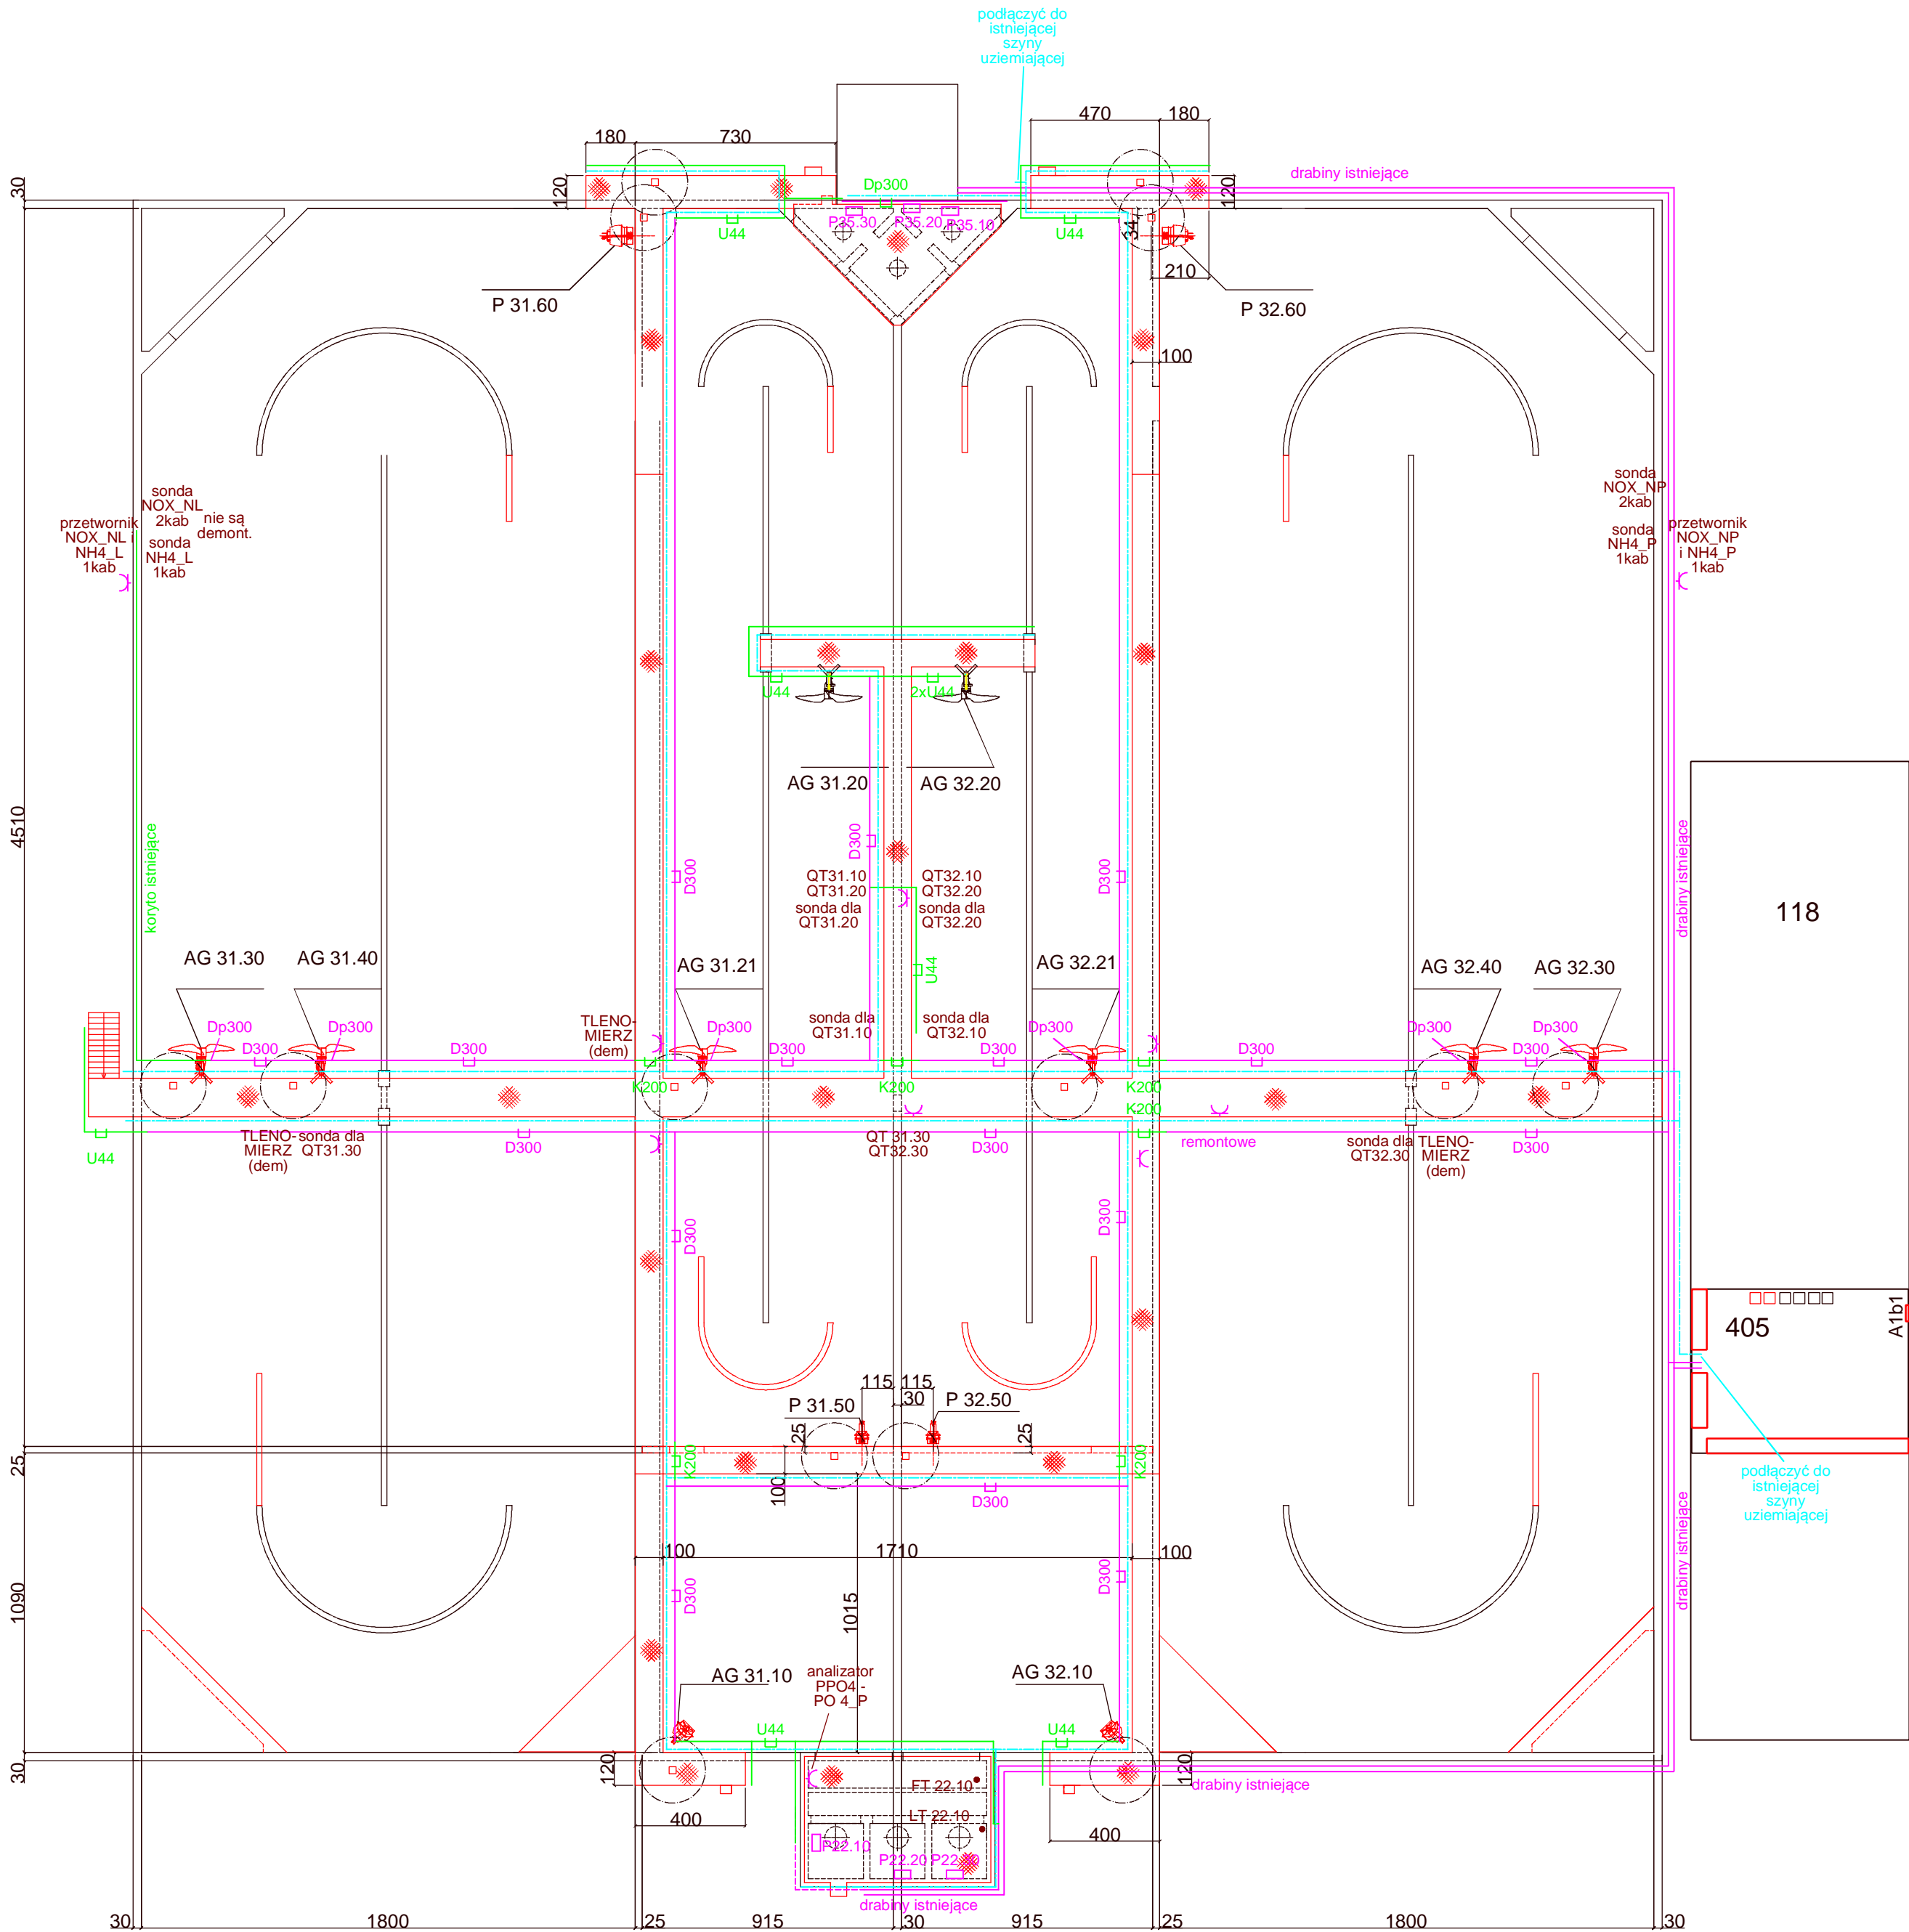 podłączyć do
istniejącej
szyny
uziemiającej
470
180
180
730
drabiny istniejące
30
120
Dp300
120
P35.30
P35.20
P35.10
U44
U44
34
210
P 31.60
P 32.60
100
sonda
NOX_NL
2kab
nie są
demont.
przetwornik
NOX_NL i
NH4_L
1kab
sonda
NH4_L
1kab
sonda
NOX_NP
2kab
sonda
NH4_P
1kab
przetwornik
NOX_NP
i NH4_P
1kab
U44
2xU44
AG 31.20
AG 32.20
4510
koryto istniejące
D300
D300
D300
drabiny istniejące
QT31.10
QT31.20
sonda dla
QT31.20
QT32.10
QT32.20
sonda dla
QT32.20
118
U44
AG 31.30
AG 31.40
AG 31.21
AG 32.21
AG 32.40
AG 32.30
TLENO-
MIERZ
(dem)
sonda dla
QT31.10
sonda dla
QT32.10
Dp300
Dp300
Dp300
Dp300
Dp300
Dp300
D300
D300
D300
D300
D300
D300
K200
K200
K200
K200
U44
TLENO-
MIERZ
(dem)
sonda dla
QT31.30
D300
QT 31.30
QT32.30
D300
remontowe
sonda dla
QT32.30
TLENO-
MIERZ
(dem)
D300
D300
D300
405
A1b1
115
115
30
P 31.50
P 32.50
25
25
25
K200
K200
100
D300
podłączyć do
istniejącej
szyny
uziemiającej
drabiny istniejące
100
1710
100
D300
D300
1090
1015
AG 31.10
analizator
PPO4 -
PO 4_P
AG 32.10
U44
U44
30
120
120
drabiny istniejące
FT 22.10
LT 22.10
400
400
P22.10
P22.20
drabiny istniejące
30
1800
25
915
30
915
25
1800
30